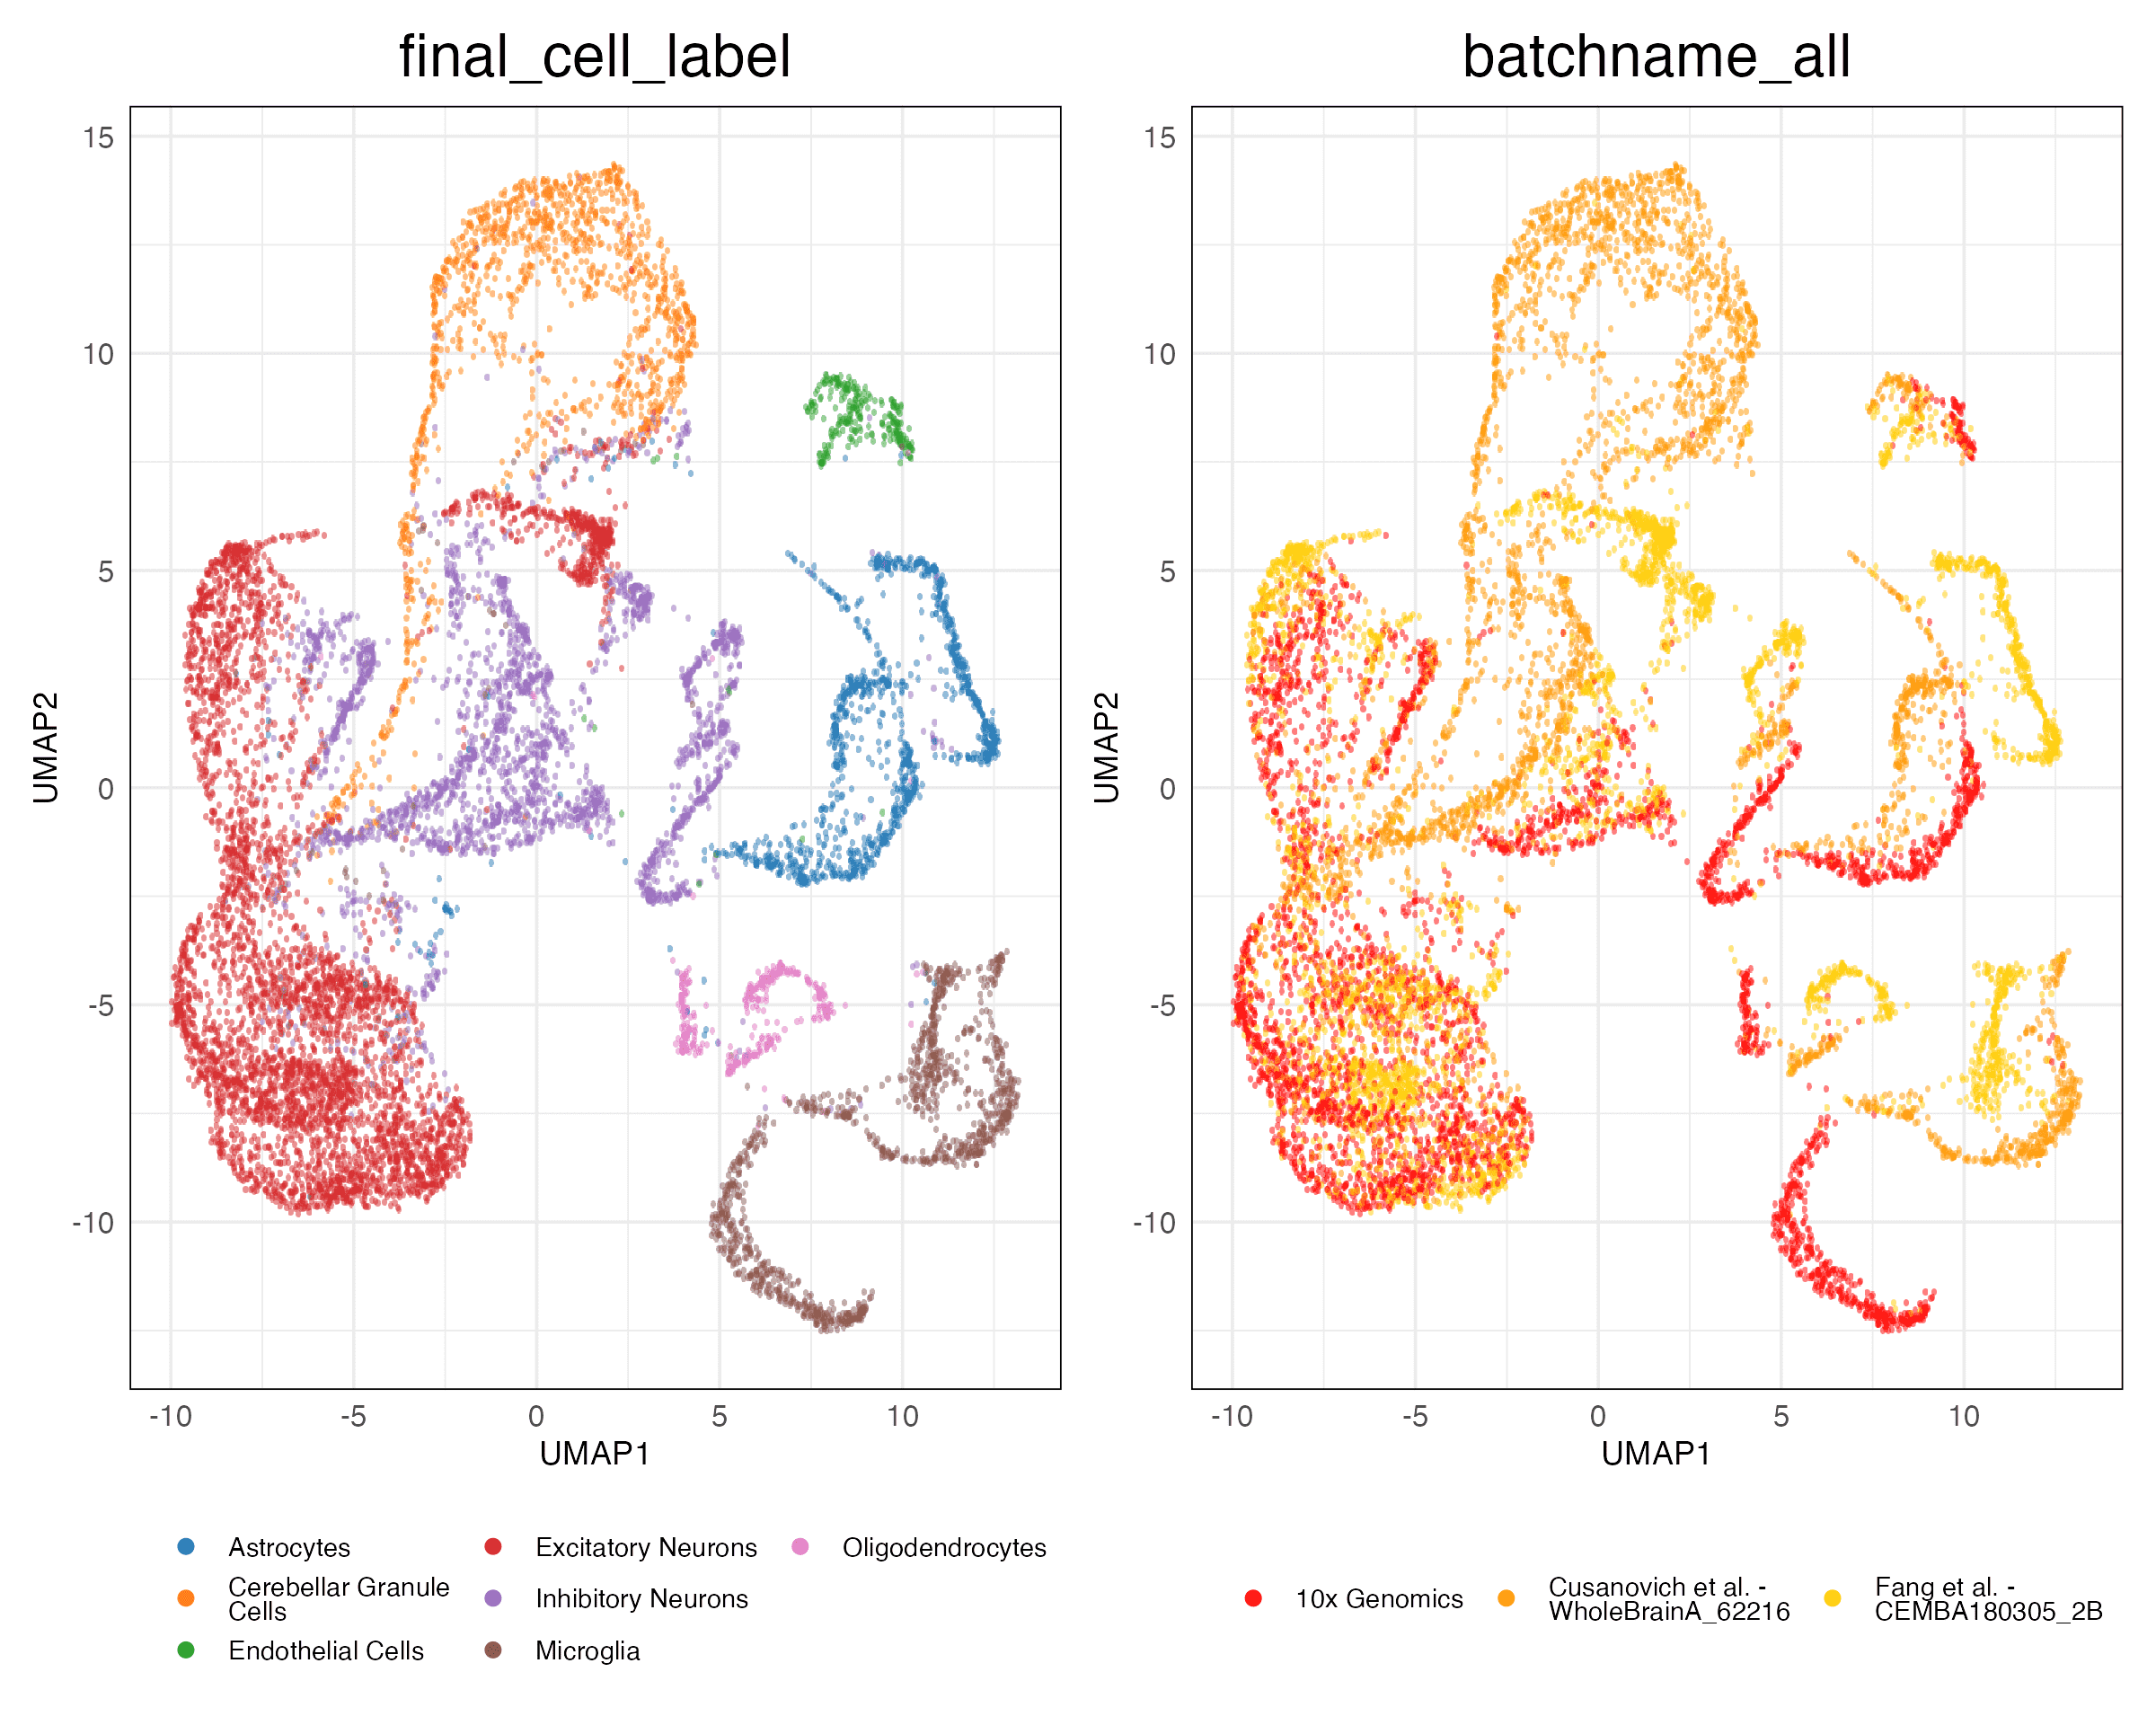 final_cell_label
batchname_all
15
10
5
0
-5
-10
UMAP2
-10
-5
0
5
10
UMAP1
15
10
5
0
-5
-10
UMAP2
-10
-5
0
5
10
UMAP1
Astrocytes
Cerebellar Granule
Cells
Endothelial Cells
Excitatory Neurons
Inhibitory Neurons
Microglia
Oligodendrocytes
10x Genomics
Cusanovich et al. -
WholeBrainA_62216
Fang et al. -
CEMBA180305_2B